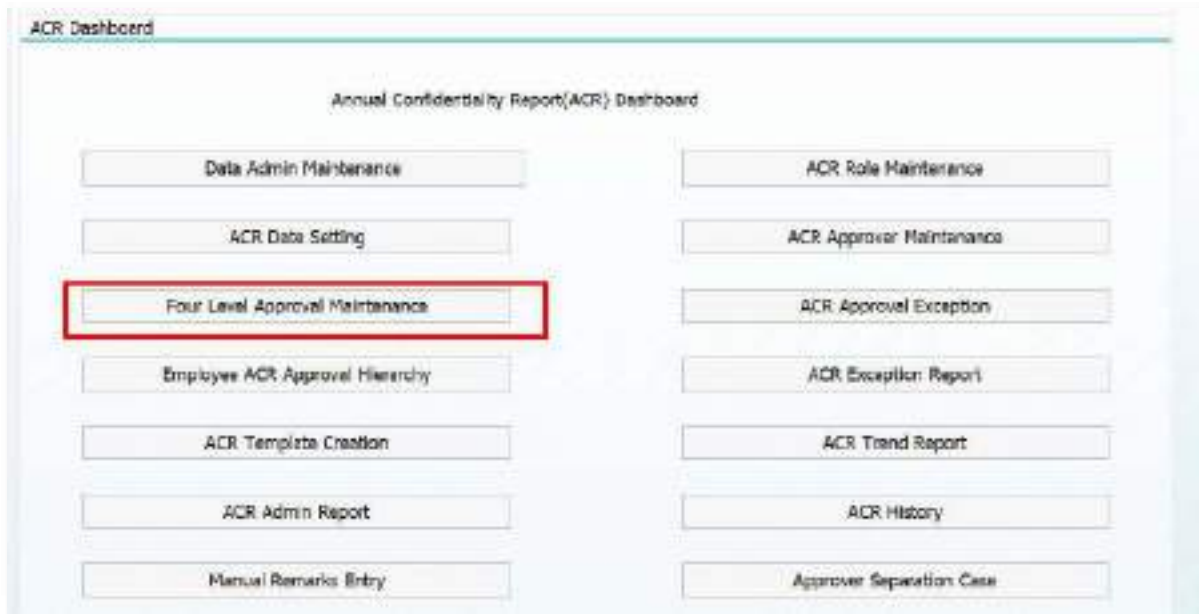 ACR Dashboard
Annual Confidentiality Report(ACR) Dashboard
Data Admin Maintenance
ACR Role Maintenance
ACR Date Setting
ACR Approver Maintanance
Four Level Approval Maintenance
ACR Approval Exception
Employee ACR Approval Hierarchy
ACR Exception Report
ACR Template Creation
ACR Trend Report
ACR Admin Report
ACR History
Manual Remarks Entry
Approver Separation Case